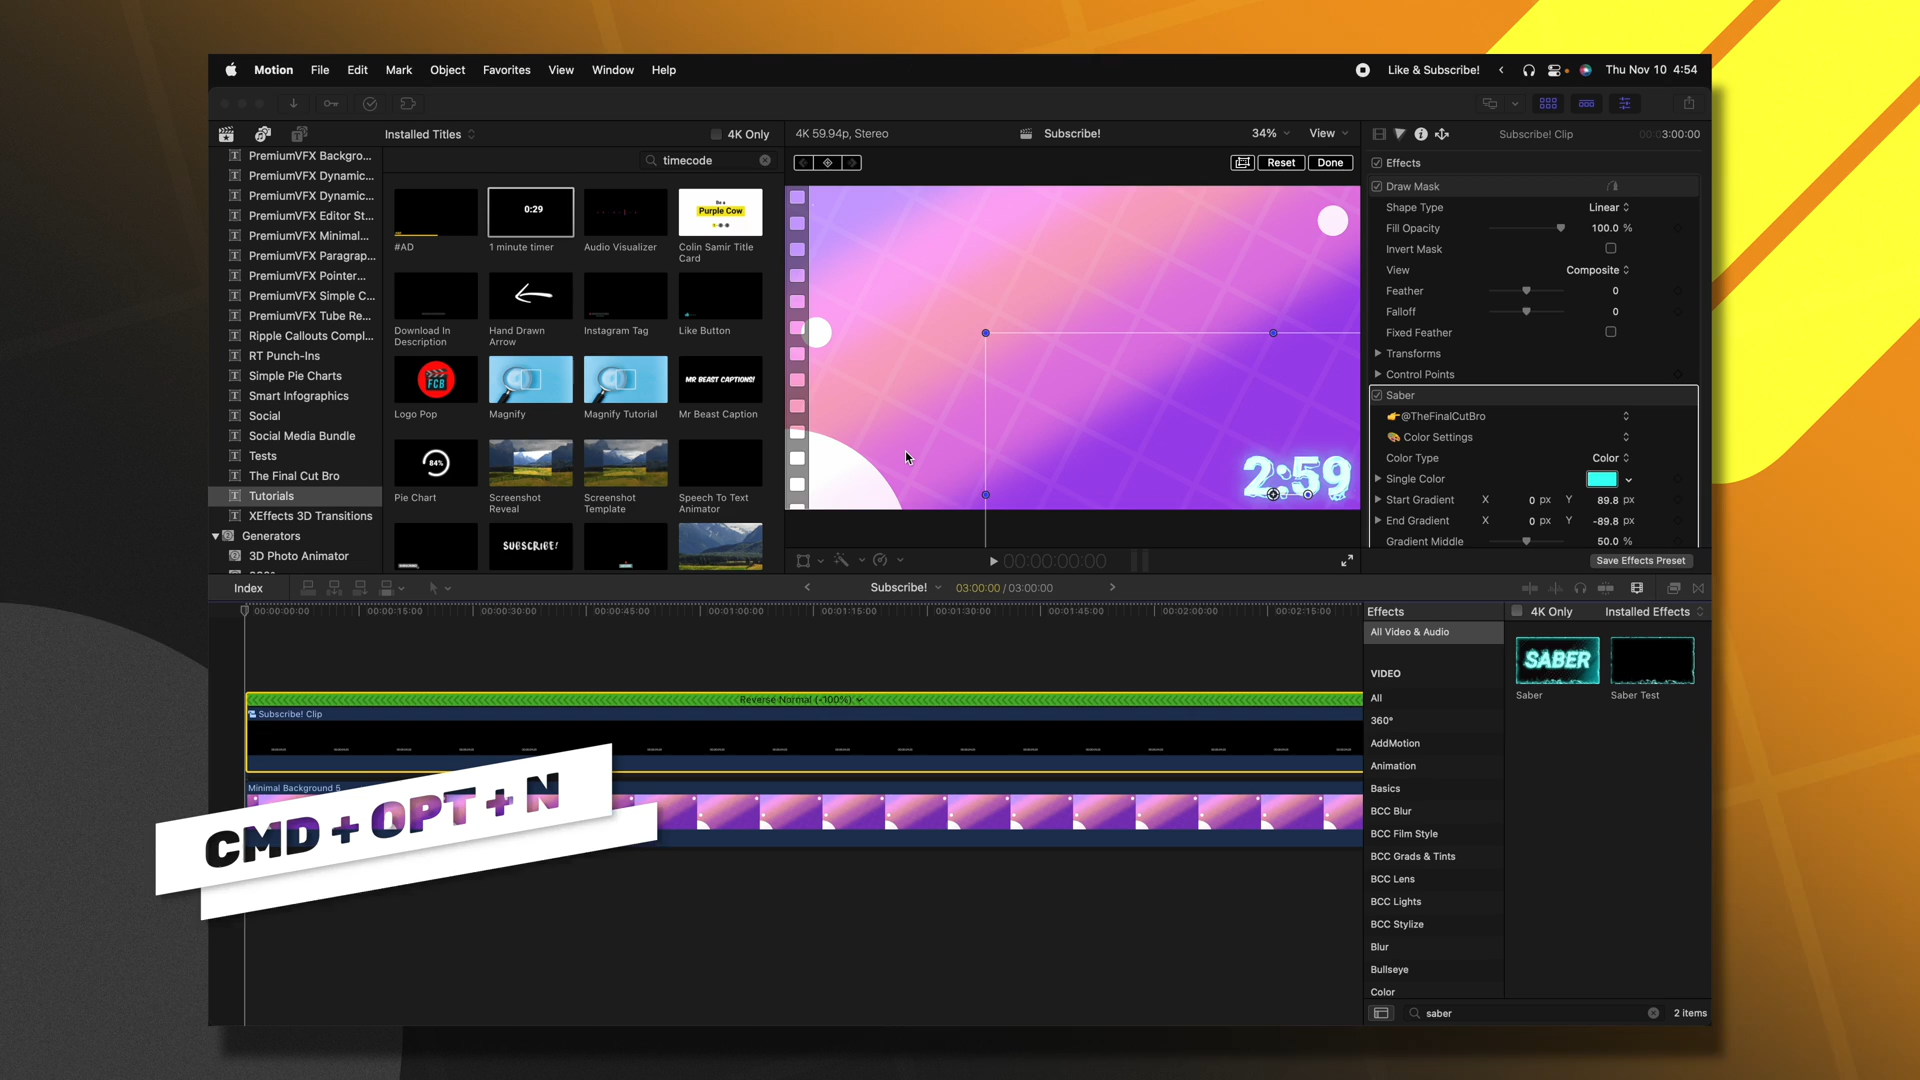 Motion File Edit Mark Object Favorites View Window Help
Like & Subscribe! Thu Nov 10 4:54
Installed Titles
4K Only
4K 59.94p, Stereo
Subscribe!
34%
View
Subscribe! Clip
00:00:3:00:00
timecode
Reset
Done
PremiumVFX Backgro...
PremiumVFX Dynamic...
PremiumVFX Dynamic...
PremiumVFX Editor St...
PremiumVFX Minimal...
PremiumVFX Paragrap...
PremiumVFX Pointer...
PremiumVFX Simple C...
PremiumVFX Tube Re...
Ripple Callouts Compl...
RT Punch-Ins
Simple Pie Charts
Smart Infographics
Social
Social Media Bundle
Tests
The Final Cut Bro
Tutorials
XEffects 3D Transitions
Generators
3D Photo Animator
0:29
Be a
Purple Cow
#AD
1 minute timer
Audio Visualizer
Colin Samir Title
Card
Download In
Description
Hand Drawn
Arrow
Instagram Tag
Like Button
FCB
MR BEAST CAPTIONS!
Logo Pop
Magnify
Magnify Tutorial
Mr Beast Caption
84%
Pie Chart
Screenshot
Reveal
Screenshot
Template
Speech To Text
Animator
SUBSCRIBE!
2:59
00:00:00:00
Effects
Draw Mask
Shape Type Linear
Fill Opacity 100.0 %
Invert Mask
View Composite
Feather 0
Falloff 0
Fixed Feather
Transforms
Control Points
Saber
@TheFinalCutBro
Color Settings
Color Type Color
Single Color
Start Gradient X 0 px Y 89.8 px
End Gradient X 0 px Y -89.8 px
Gradient Middle 50.0 %
Save Effects Preset
Index
Subscribe!
03:00:00 / 03:00:00
00:00:00:00 00:00:15:00 00:00:30:00 00:00:45:00 00:01:00:00 00:01:15:00 00:01:30:00 00:01:45:00 00:02:00:00 00:02:15:00
Reverse Normal (-100%)
Subscribe! Clip
Minimal Background 5
CMD + OPT + N
Effects
4K Only
Installed Effects
All Video & Audio
VIDEO
All
360°
AddMotion
Animation
Basics
BCC Blur
BCC Film Style
BCC Grads & Tints
BCC Lens
BCC Lights
BCC Stylize
Blur
Bullseye
Color
SABER
Saber
Saber Test
saber
2 items